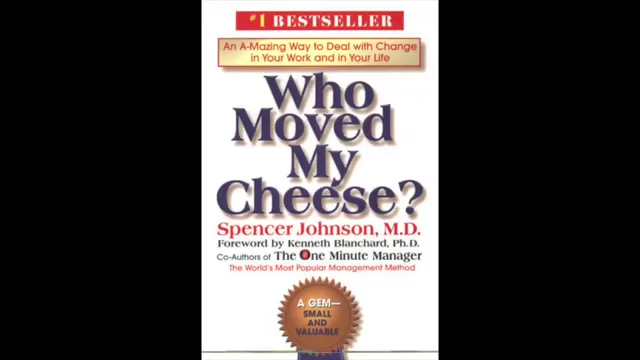 #1 BESTSELLER
An A-Mazing Way to Deal with Change
in Your Work and in Your Life
Who
Moved
My
Cheese?
Spencer Johnson, M.D.
Foreword by Kenneth Blanchard, Ph.D.
Co-Authors of The One Minute Manager
The World's Most Popular Management Method
A GEM—
SMALL
AND
VALUABLE